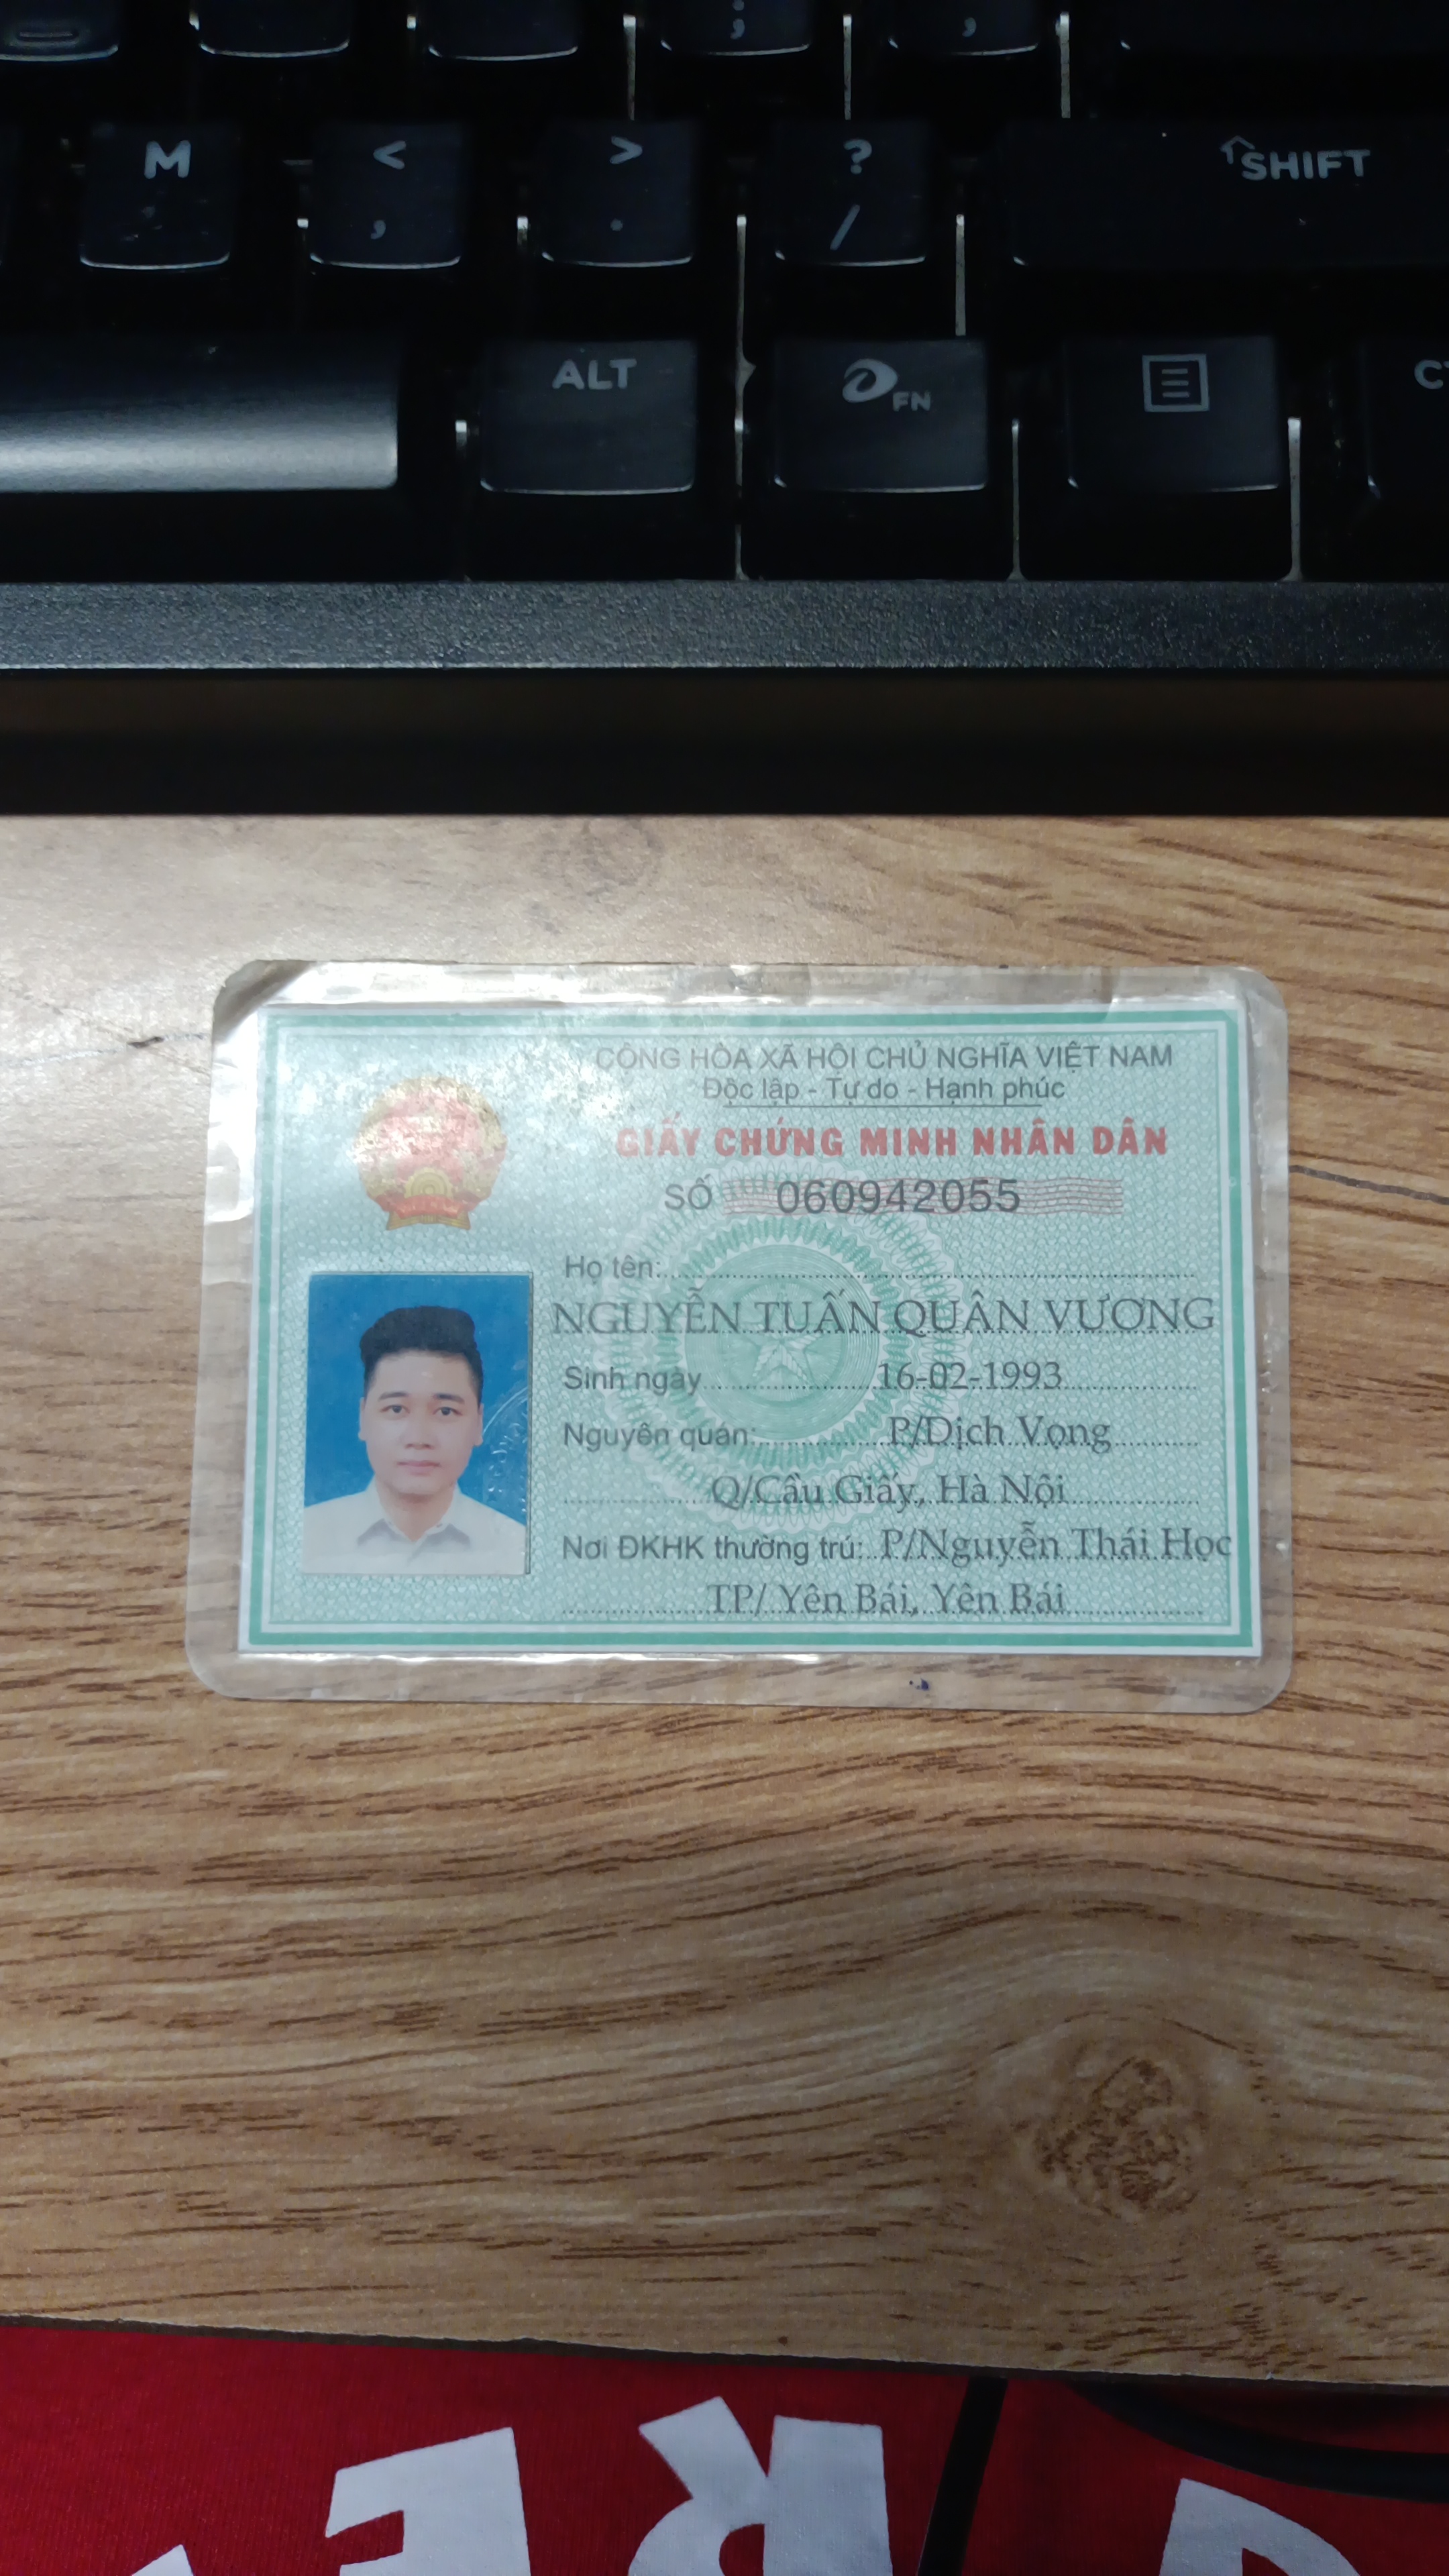 ;
,
M
<
,
>
.
?
/
SHIFT
ALT
FN
CỘNG HÒA XÃ HỘI CHỦ NGHĨA VIỆT NAM
Độc lập - Tự do - Hạnh phúc
GIẤY CHỨNG MINH NHÂN DÂN
SỐ 060942055
Họ tên:
NGUYỄN TUẤN QUÂN VƯƠNG
Sinh ngày 16-02-1993
Nguyên quán: P/Dịch Vọng
Q/Cầu Giấy, Hà Nội
Nơi ĐKHK thường trú: P/Nguyễn Thái Học
TP/ Yên Bái, Yên Bái